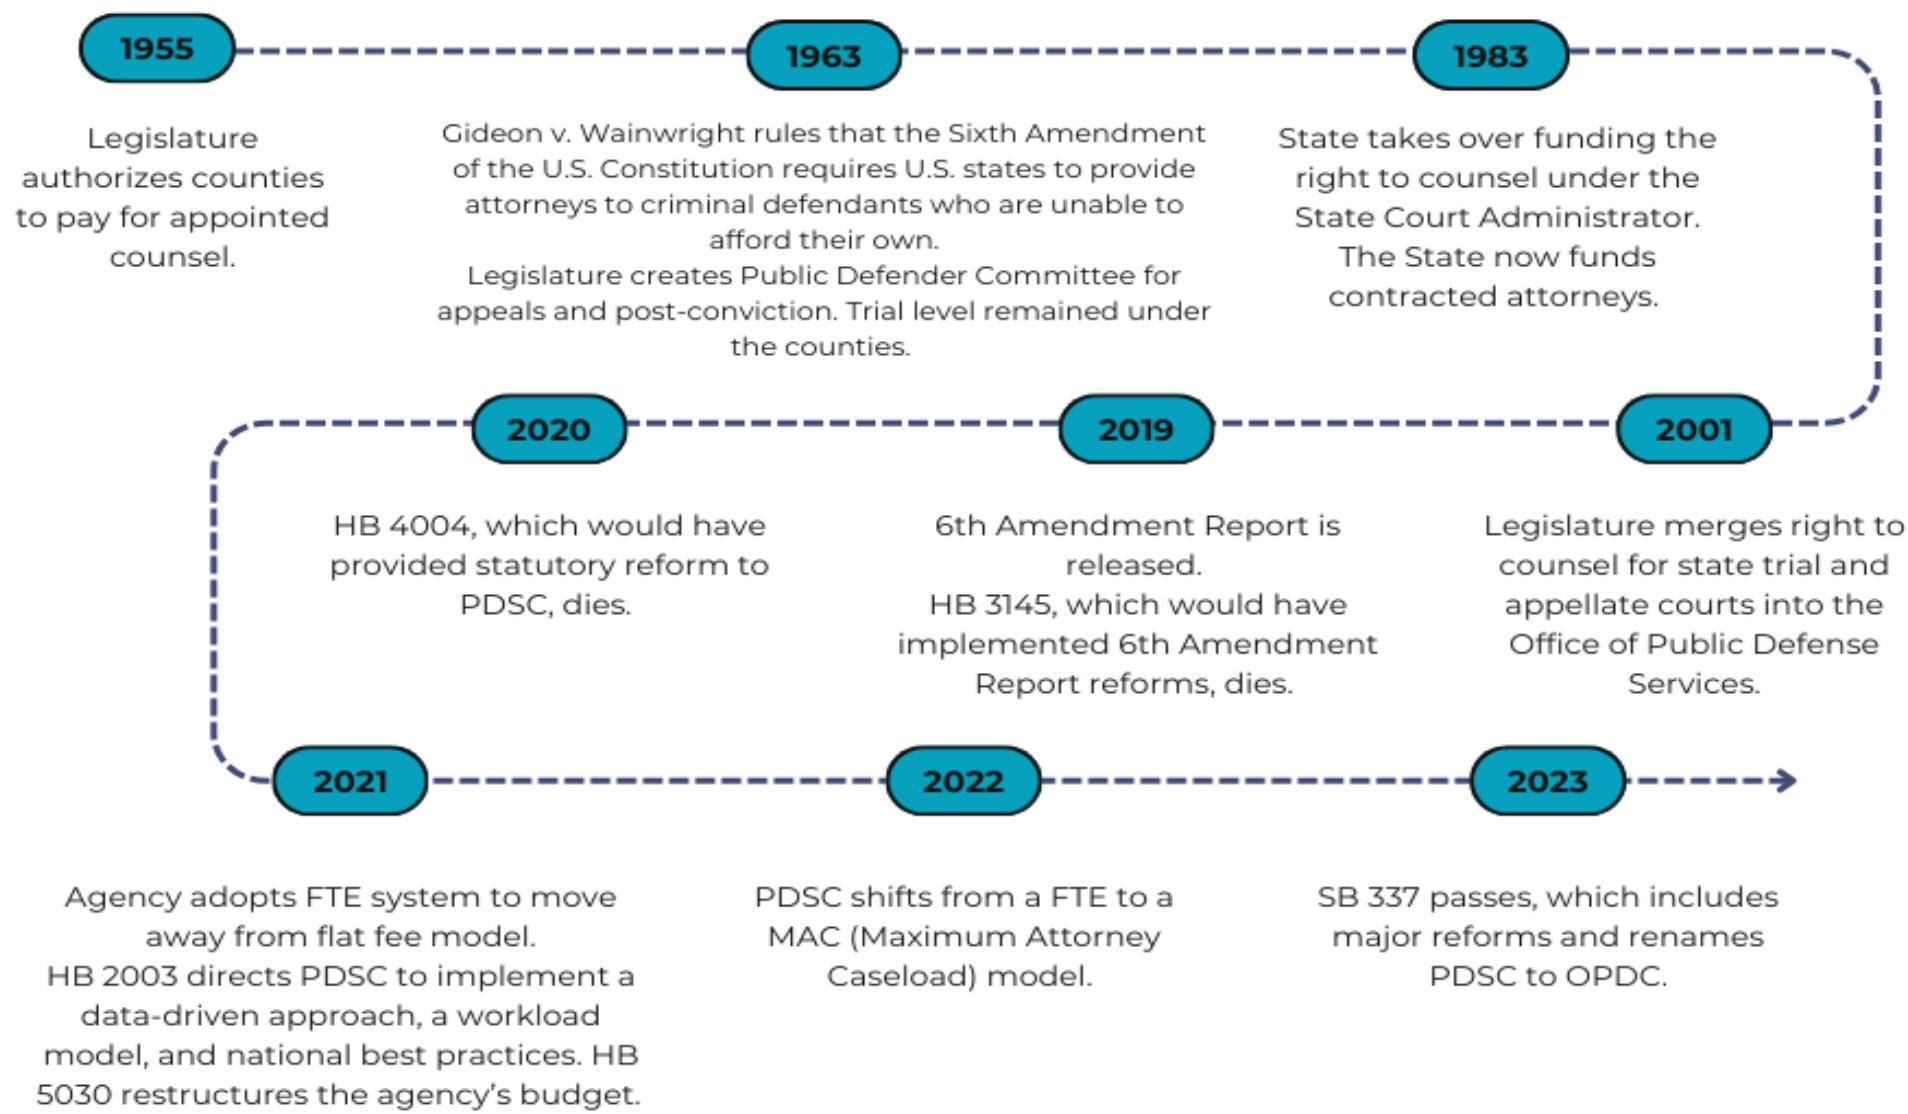 1955
Legislature
authorizes counties
to pay for appointed
counsel.
1963
Gideon v. Wainwright rules that the Sixth Amendment
of the U.S. Constitution requires U.S. states to provide
attorneys to criminal defendants who are unable to
afford their own.
Legislature creates Public Defender Committee for
appeals and post-conviction. Trial level remained under
the counties.
1983
State takes over funding the
right to counsel under the
State Court Administrator.
The State now funds
contracted attorneys.
2001
Legislature merges right to
counsel for state trial and
appellate courts into the
Office of Public Defense
Services.
2019
6th Amendment Report is
released.
HB 3145, which would have
implemented 6th Amendment
Report reforms, dies.
2020
HB 4004, which would have
provided statutory reform to
PDSC, dies.
2021
Agency adopts FTE system to move
away from flat fee model.
HB 2003 directs PDSC to implement a
data-driven approach, a workload
model, and national best practices. HB
5030 restructures the agency's budget.
2022
PDSC shifts from a FTE to a
MAC (Maximum Attorney
Caseload) model.
2023
SB 337 passes, which includes
major reforms and renames
PDSC to OPDC.